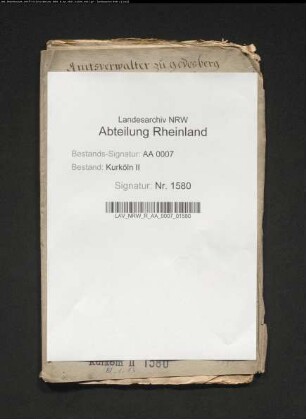 Amtsverwalter zu Godesberg
Landesarchiv NRW
Abteilung Rheinland
Bestands-Signatur: AA 0007
Bestand: Kurköln II
Signatur: Nr. 1580
LAV_NRW_R_AA_0007_01580
Kurköln II 1580